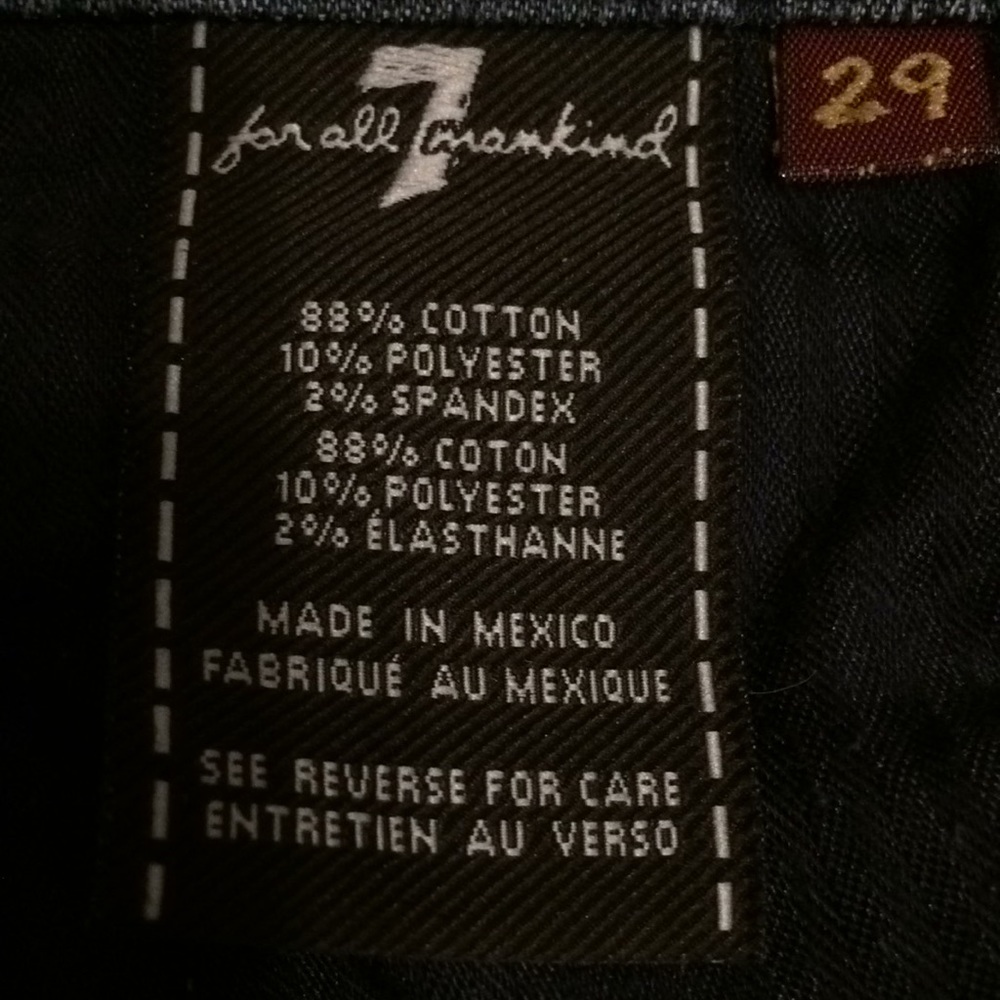 7
for all mankind
29
88% COTTON
10% POLYESTER
2% SPANDEX
88% COTON
10% POLYESTER
2% ÉLASTHANNE
MADE IN MEXICO
FABRIQUÉ AU MEXIQUE
SEE REVERSE FOR CARE
ENTRETIEN AU VERSO